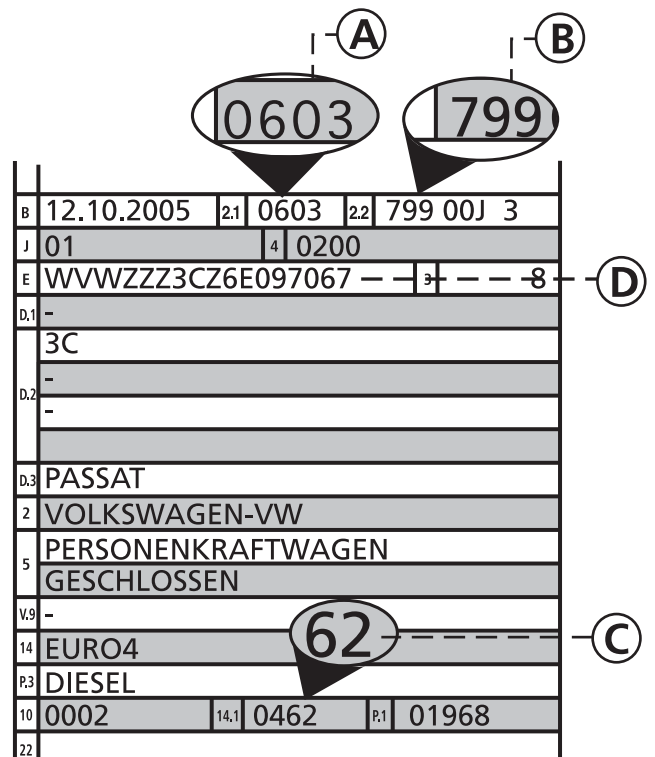 A
B
0603
799
B 12.10.2005 2.1 0603 2.2 799 00J 3
J 01 4 0200
E WVWZZZ3CZ6E097067 3 8
D
D.1 -
3C
D.2 -
-
D.3 PASSAT
2 VOLKSWAGEN-VW
5 PERSONENKRAFTWAGEN
GESCHLOSSEN
V.9 -
62
C
14 EURO4
P.3 DIESEL
10 0002 14.1 0462 P.1 01968
22